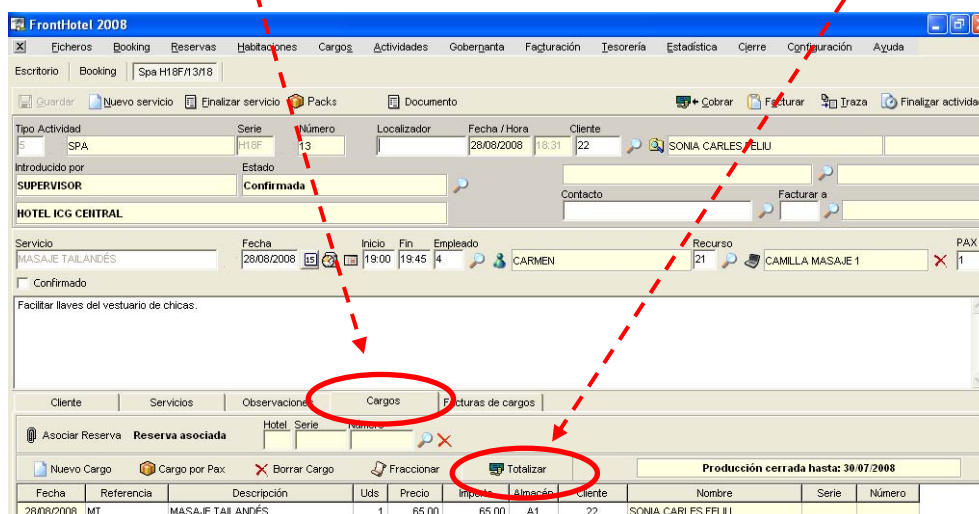 FrontHotel 2008
X Ficheros Booking Reservas Habitaciones Cargos Actividades Gobernanta Facturación Tesorería Estadística Cierre Configuración Ayuda
Escritorio Booking Spa H18F/13/18
Guardar Nuevo servicio Finalizar servicio Packs Documento Cobrar Facturar Traza Finalizar activida
Tipo Actividad Serie Número Localizador Fecha / Hora Cliente
5 SPA H18F 13 28/08/2008 18:31 22 SONIA CARLES FELIU
Introducido por Estado
SUPERVISOR Confirmada
Contacto Facturar a
HOTEL ICG CENTRAL
Servicio Fecha Inicio Fin Empleado Recurso PAX
MASAJE TAILANDÉS 28/08/2008 15 19:00 19:45 4 CARMEN 21 CAMILLA MASAJE 1 1
Confirmado
Facilitar llaves del vestuario de chicas.
Cliente Servicios Observaciones Cargos Facturas de cargos
Hotel Serie Número
Asociar Reserva Reserva asociada
Nuevo Cargo Cargo por Pax Borrar Cargo Fraccionar Totalizar Producción cerrada hasta: 30/07/2008
Fecha Referencia Descripción Uds Precio Importe Almacén Cliente Nombre Serie Número
28/08/2008 MT MASAJE TAILANDÉS 1 65,00 65,00 A1 22 SONIA CARLES FELIU